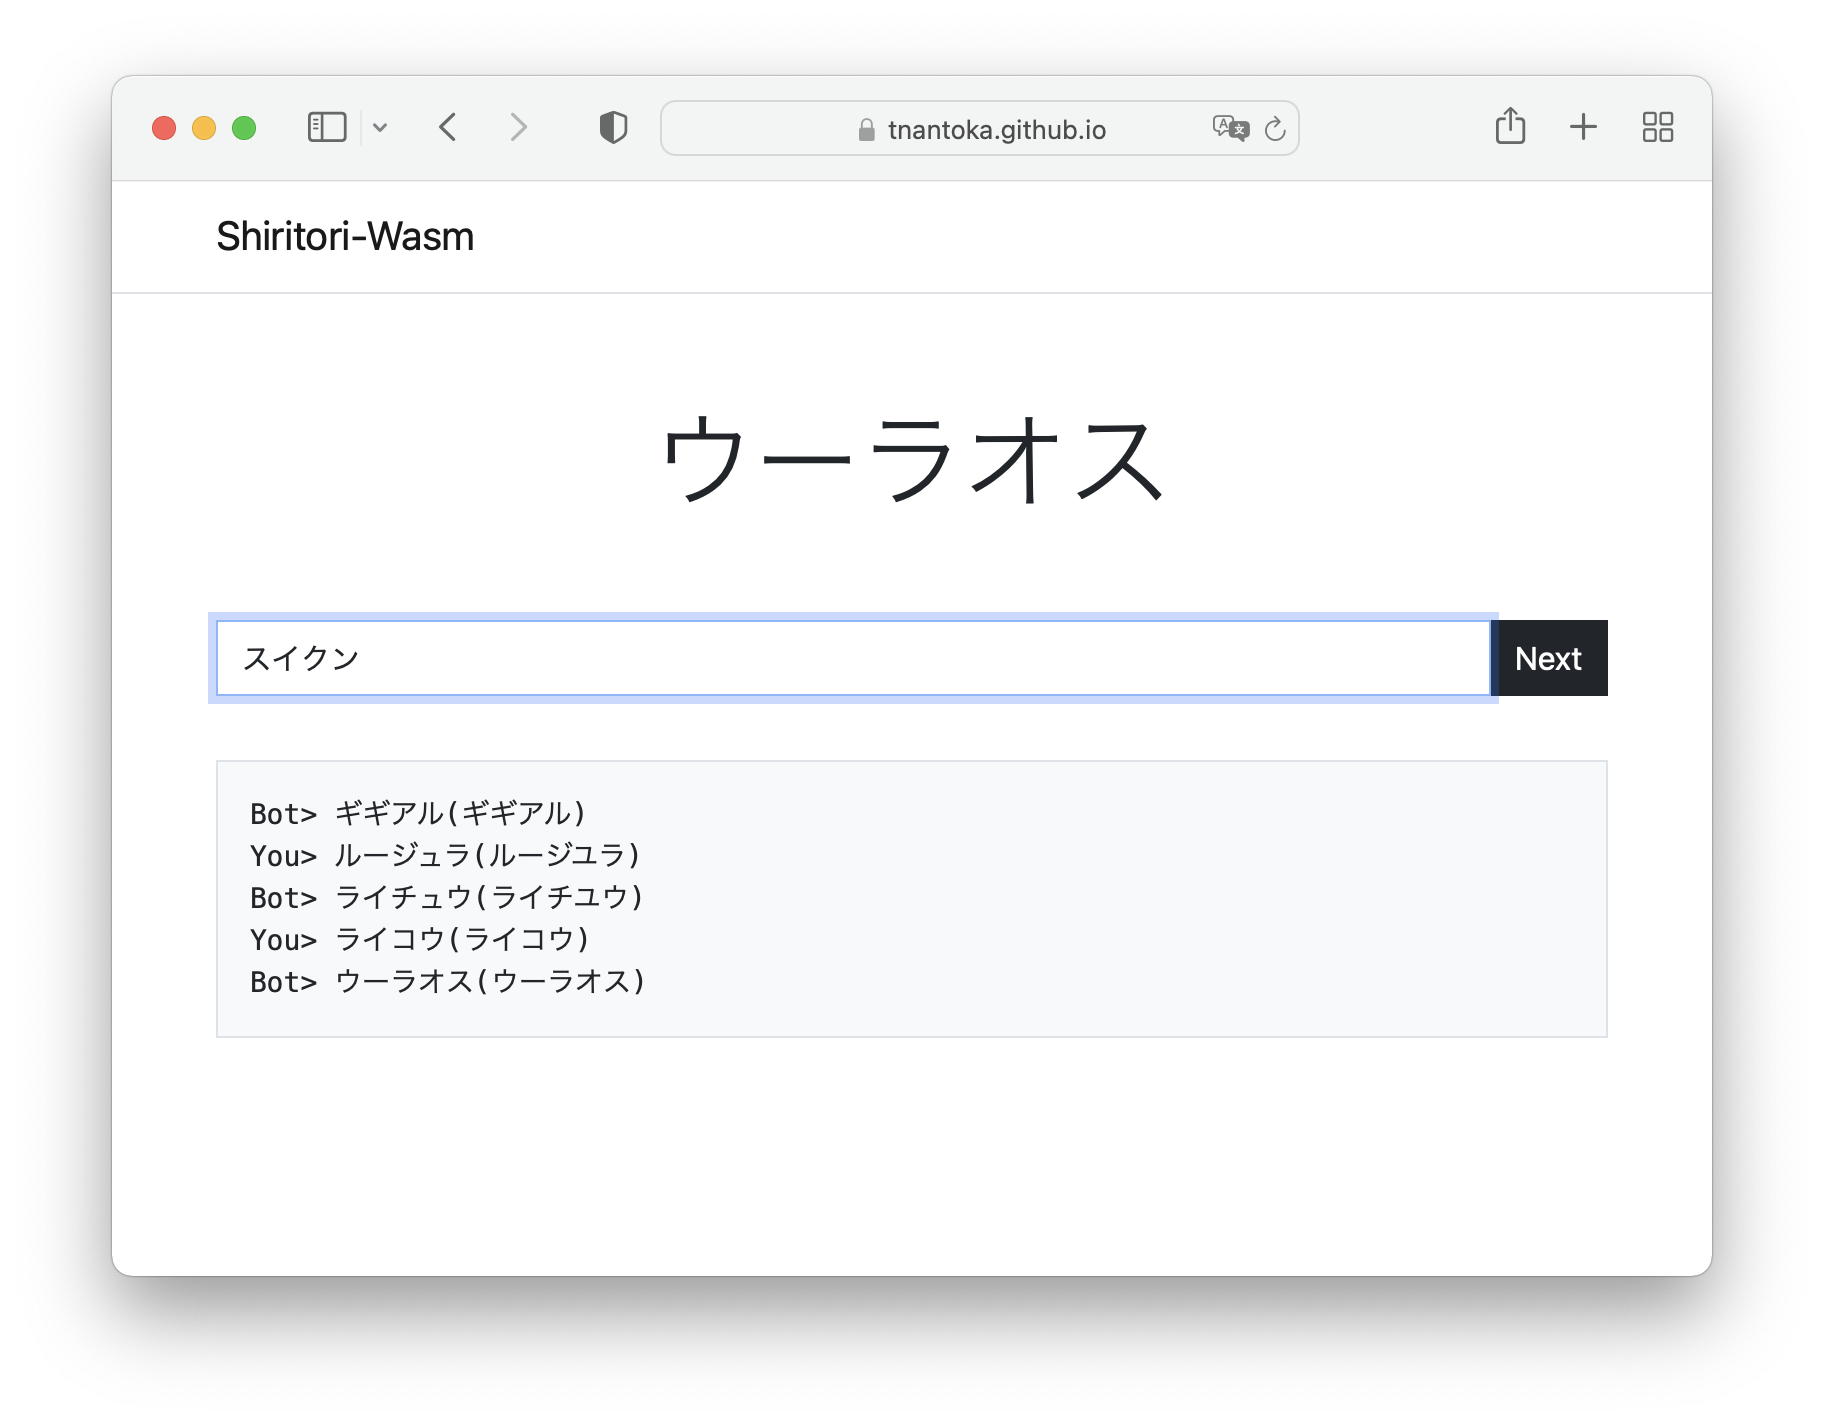 tnantoka.github.io
Shiritori-Wasm
ウーラオス
スイクン
Next
Bot> ギギアル(ギギアル)
You> ルージュラ(ルージユラ)
Bot> ライチュウ(ライチユウ)
You> ライコウ(ライコウ)
Bot> ウーラオス(ウーラオス)